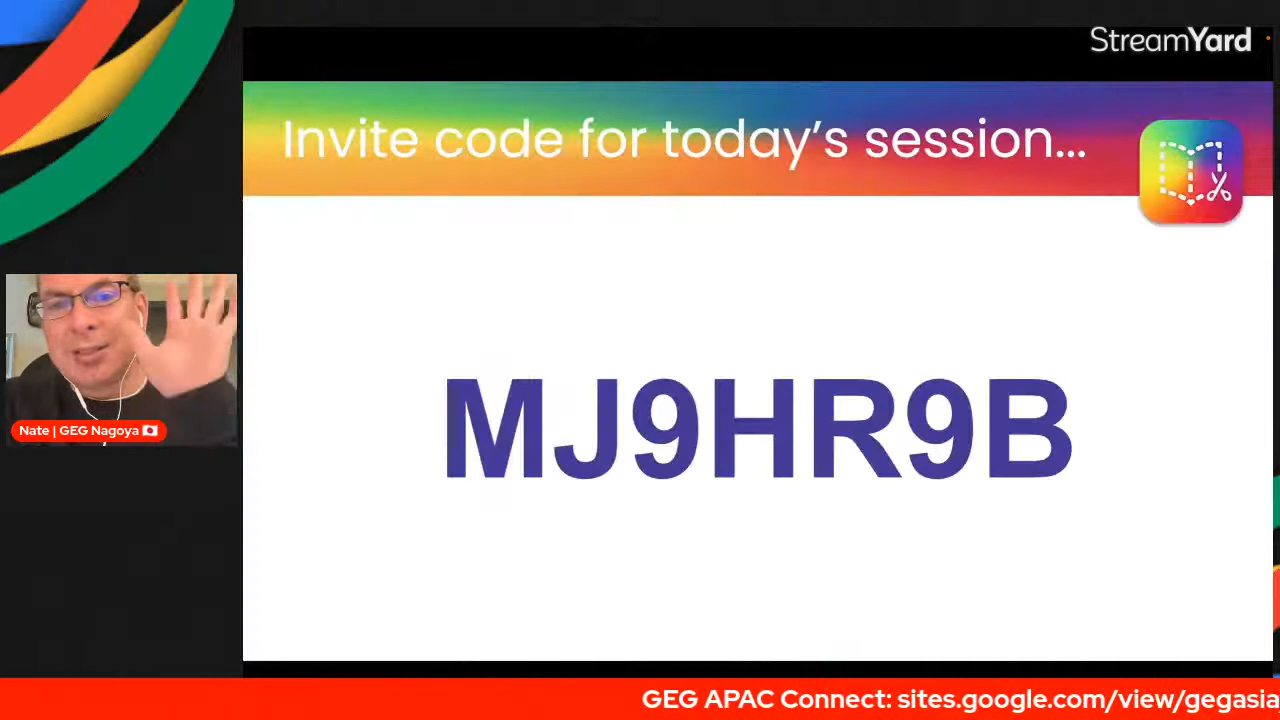 StreamYard
Invite code for today's session...
MJ9HR9B
Nate | GEG Nagoya 🇯🇵
GEG APAC Connect: sites.google.com/view/gegasia